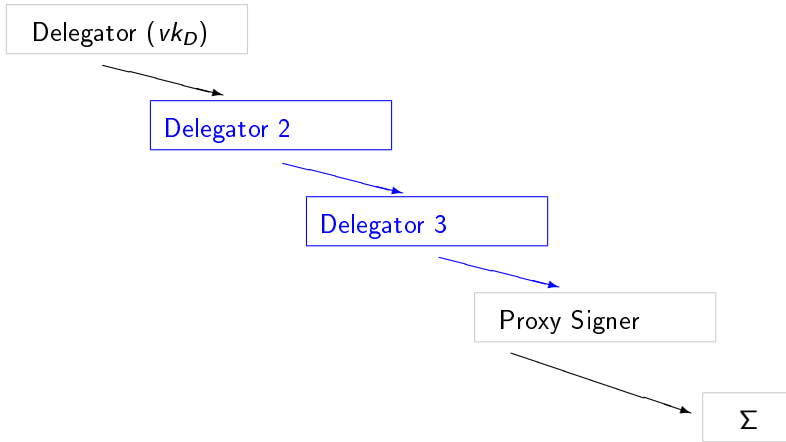 Delegator (vk_D)
Delegator 2
Delegator 3
Proxy Signer
Σ